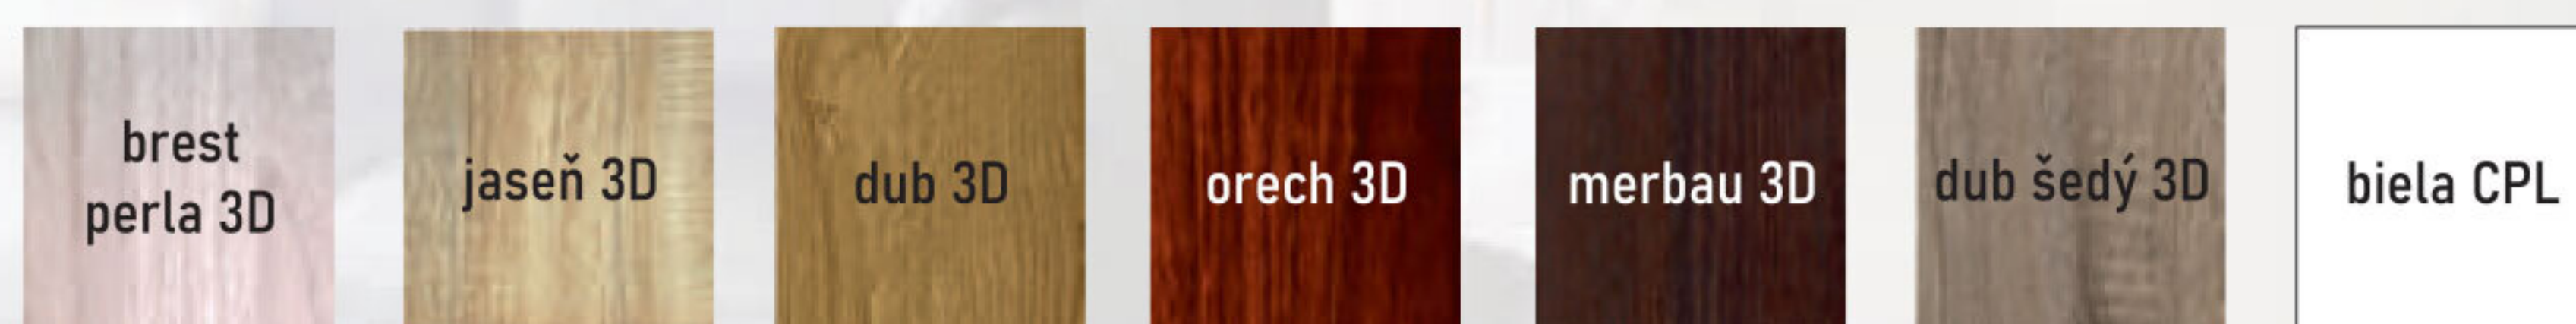 brest
perla 3D
jaseň 3D
dub 3D
orech 3D
merbau 3D
dub šedý 3D
biela CPL